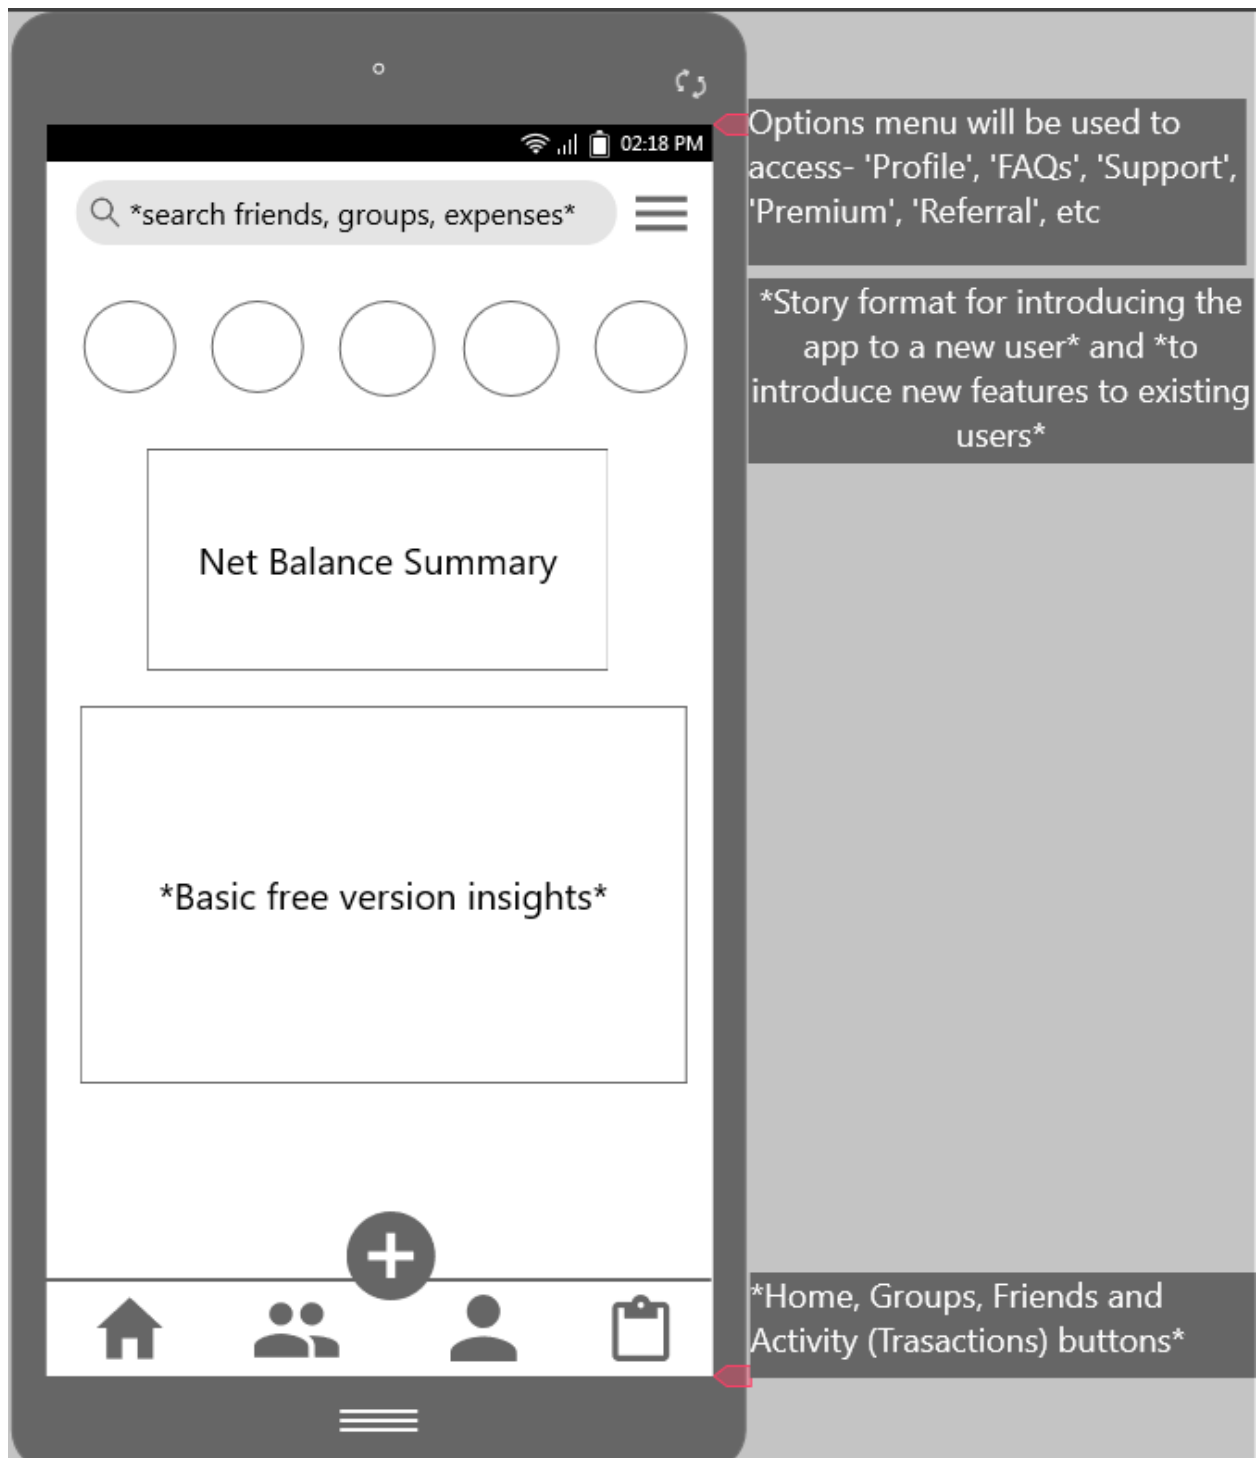 02:18 PM
Options menu will be used to
access- 'Profile', 'FAQs', 'Support',
'Premium', 'Referral', etc
*search friends, groups, expenses*
*Story format for introducing the
app to a new user* and *to
introduce new features to existing
users*
Net Balance Summary
*Basic free version insights*
*Home, Groups, Friends and
Activity (Trasactions) buttons*